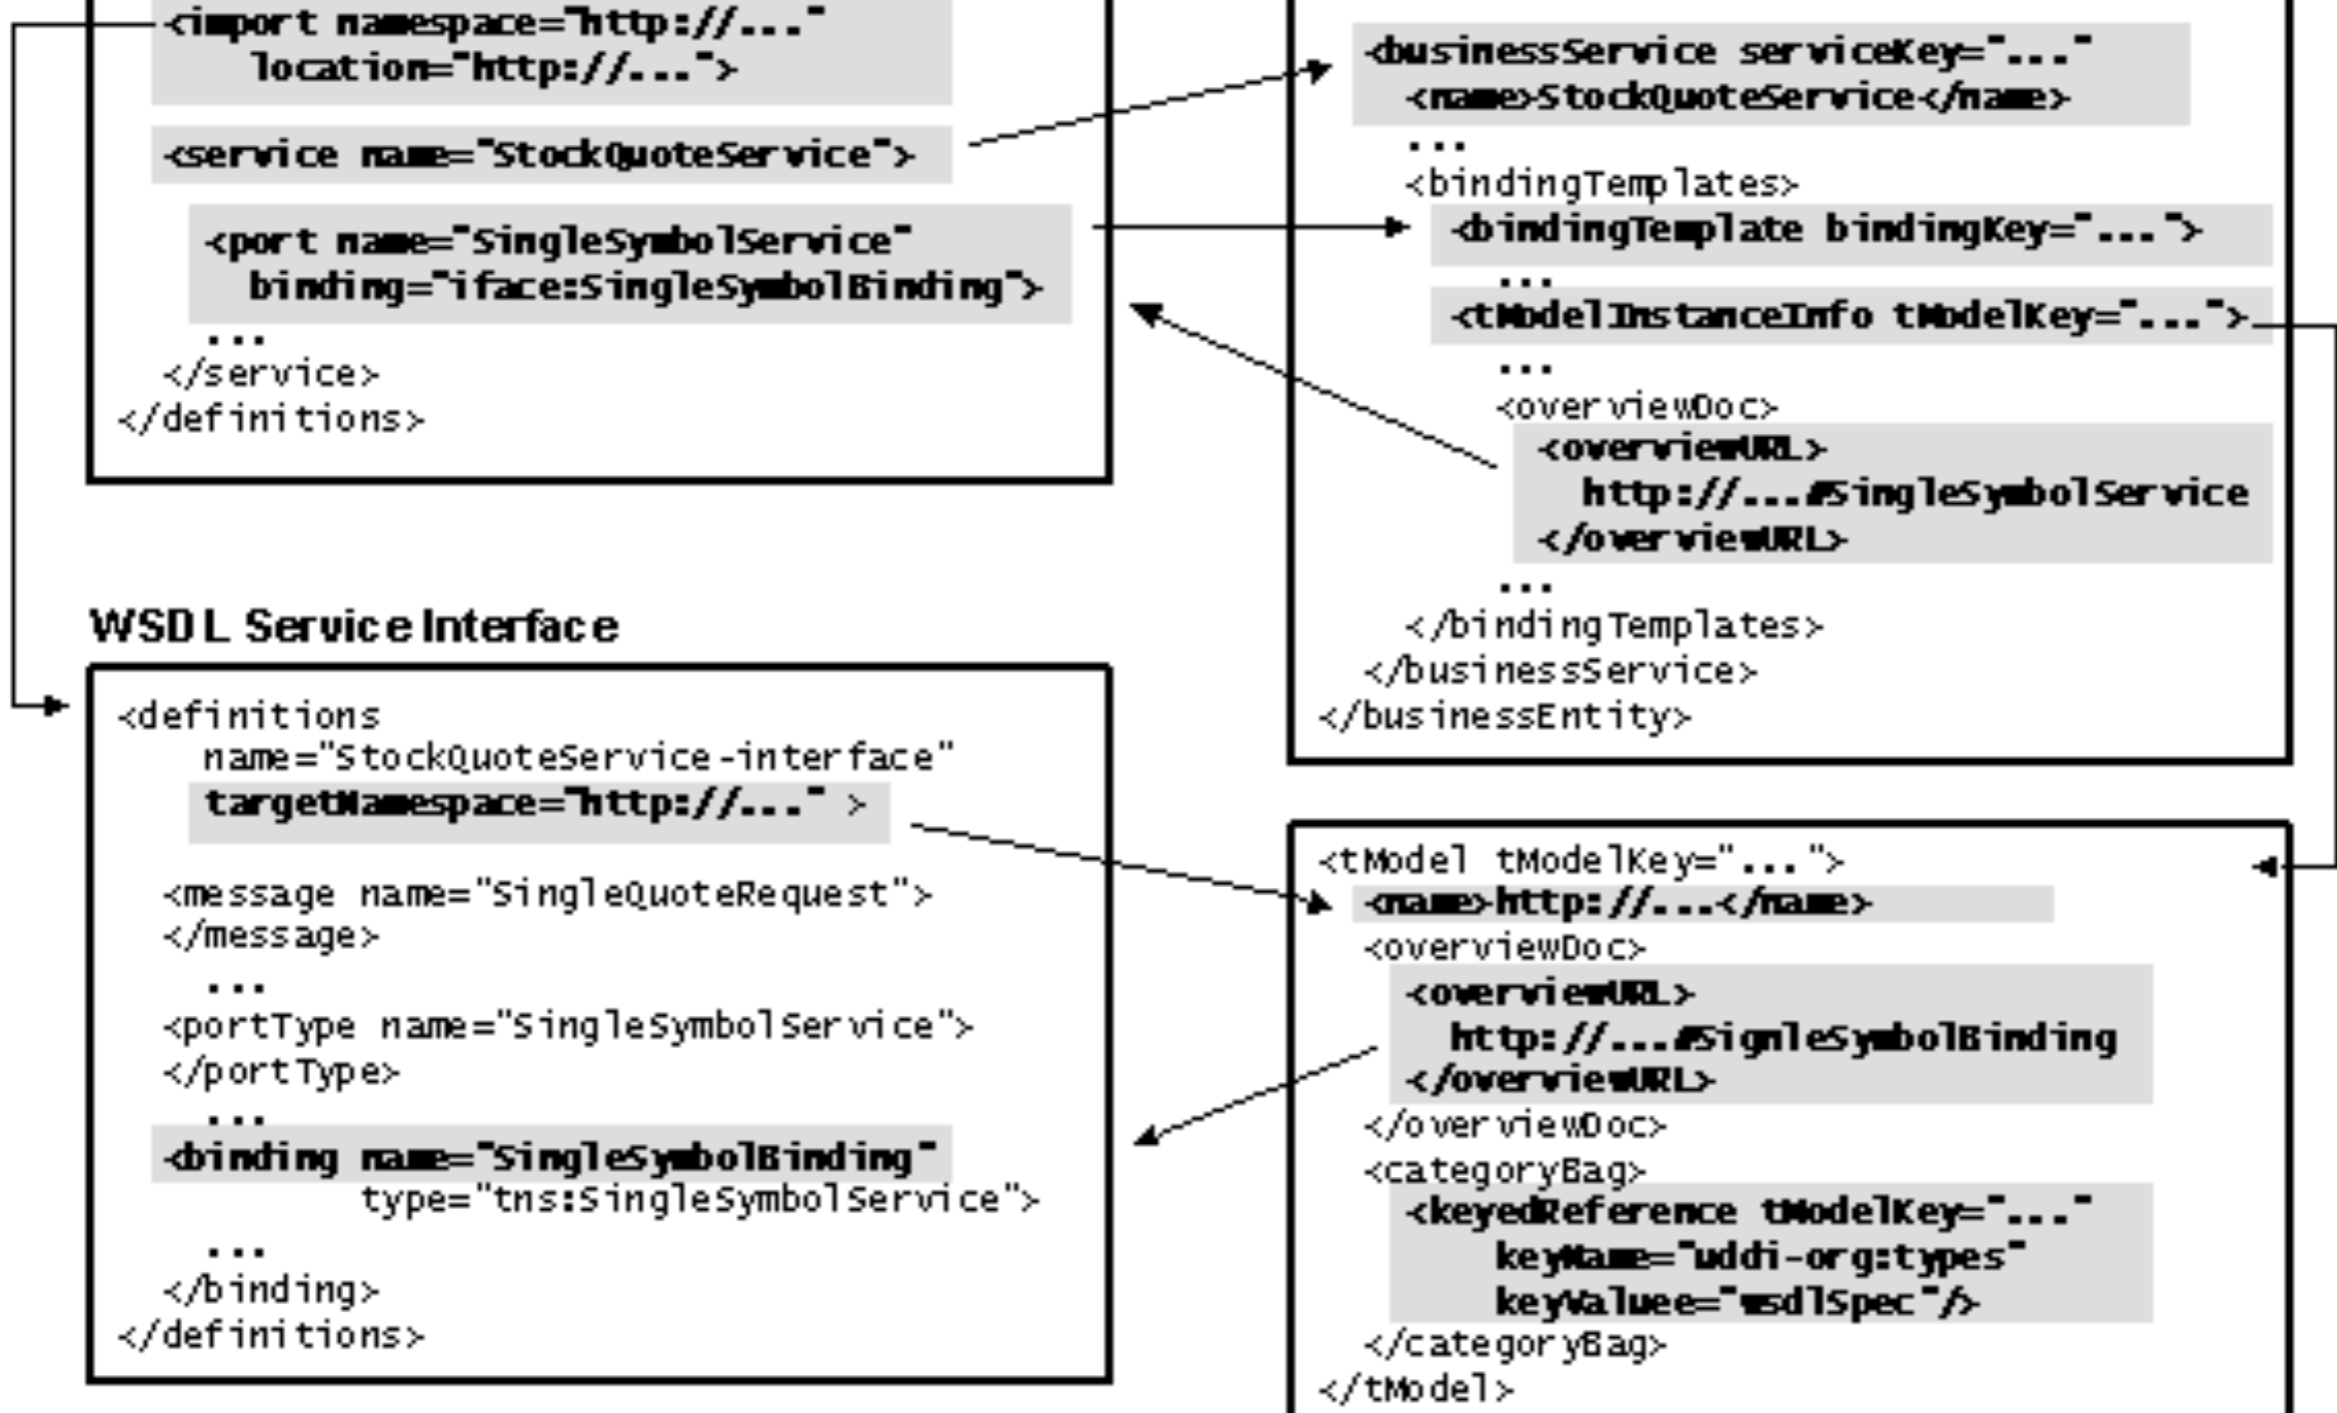 <import namespace="http://..."
location="http://...">
<service name="StockQuoteService">
<port name="SingleSymbolService"
binding="iface:SingleSymbolBinding">
...
</service>
</definitions>
<businessService serviceKey="..."
<name>StockQuoteService</name>
...
<bindingTemplates>
<bindingTemplate bindingKey="...">
...
<tModelInstanceInfo tModelKey="...">
...
<overviewDoc>
<overviewURL>
http://...#SingleSymbolService
</overviewURL>
...
</bindingTemplates>
</businessService>
</businessEntity>
WSDL Service Interface
<definitions
name="StockQuoteService-interface"
targetNamespace="http://..." >
<message name="SingleQuoteRequest">
</message>
...
<portType name="SingleSymbolService">
</portType>
...
<binding name="SingleSymbolBinding"
type="tns:SingleSymbolService">
...
</binding>
</definitions>
<tModel tModelKey="...">
<name>http://...</name>
<overviewDoc>
<overviewURL>
http://...#SignleSymbolBinding
</overviewURL>
</overviewDoc>
<categoryBag>
<keyedReference tModelKey="..."
keyName="uddi-org:types"
keyValuee="wsdlSpec"/>
</categoryBag>
</tModel>